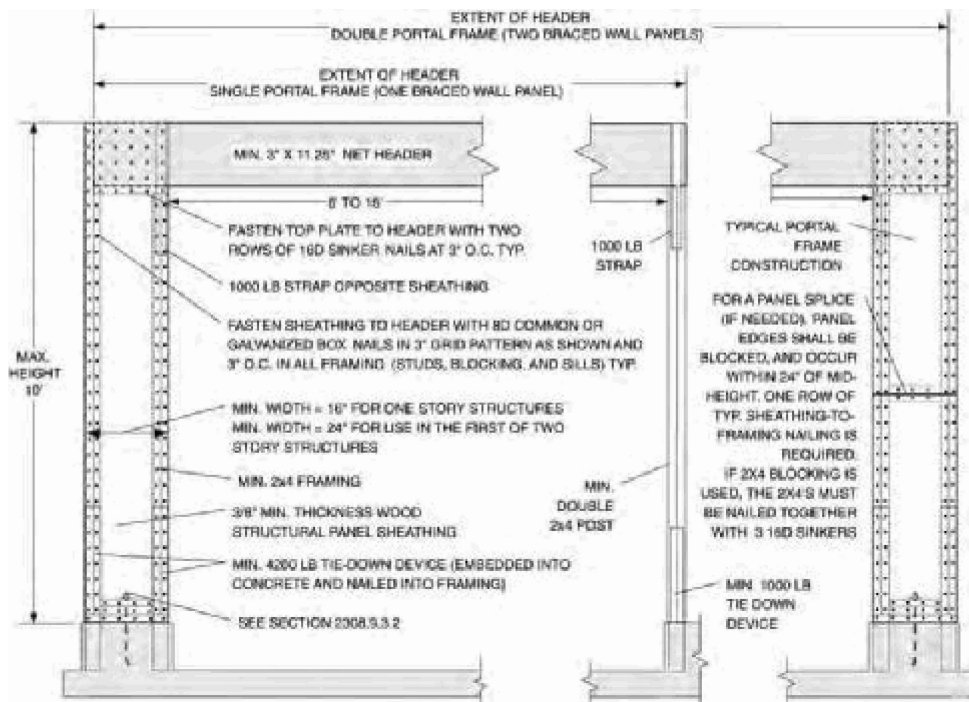 EXTENT OF HEADER
DOUBLE PORTAL FRAME (TWO BRACED WALL PANELS)
EXTENT OF HEADER
SINGLE PORTAL FRAME (ONE BRACED WALL PANEL)
MIN. 3" X 11.25" NET HEADER
6' TO 18'
FASTEN TOP PLATE TO HEADER WITH TWO
ROWS OF 16D SINKER NAILS AT 3" O.C. TYP.
1000 LB STRAP OPPOSITE SHEATHING
FASTEN SHEATHING TO HEADER WITH 8D COMMON OR
GALVANIZED BOX NAILS IN 3" GRID PATTERN AS SHOWN AND
3" O.C. IN ALL FRAMING (STUDS, BLOCKING, AND SILLS) TYP.
MAX.
HEIGHT
10'
MIN. WIDTH = 16" FOR ONE STORY STRUCTURES
MIN. WIDTH = 24" FOR USE IN THE FIRST OF TWO
STORY STRUCTURES
MIN. 2x4 FRAMING
3/8" MIN. THICKNESS WOOD
STRUCTURAL PANEL SHEATHING
MIN. 4200 LB TIE-DOWN DEVICE (EMBEDDED INTO
CONCRETE AND NAILED INTO FRAMING)
SEE SECTION 2308.9.3.2
1000 LB
STRAP
MIN.
DOUBLE
2x4 POST
MIN. 1000 LB
TIE DOWN
DEVICE
TYPICAL PORTAL
FRAME
CONSTRUCTION
FOR A PANEL SPLICE
(IF NEEDED), PANEL
EDGES SHALL BE
BLOCKED, AND OCCUR
WITHIN 24" OF MID-
HEIGHT. ONE ROW OF
TYP. SHEATHING-TO-
FRAMING NAILING IS
REQUIRED.
IF 2X4 BLOCKING IS
USED, THE 2X4'S MUST
BE NAILED TOGETHER
WITH 3 16D SINKERS